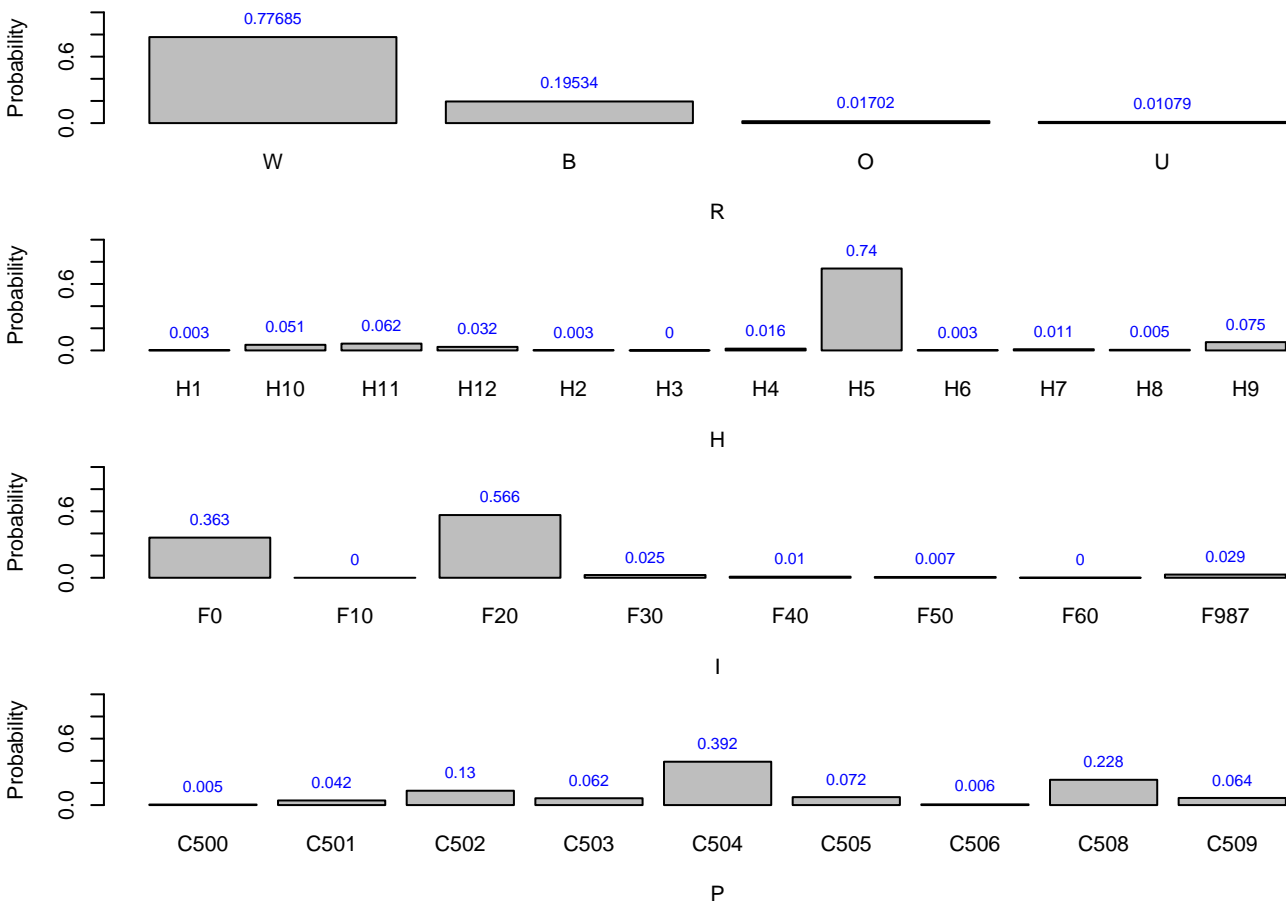 Probability
0.0 0.6
0.77685 0.19534 0.01702 0.01079
W B O U
R
Probability
0.0 0.6
0.003 0.051 0.062 0.032 0.003 0 0.016 0.74 0.003 0.011 0.005 0.075
H1 H10 H11 H12 H2 H3 H4 H5 H6 H7 H8 H9
H
Probability
0.0 0.6
0.363 0 0.566 0.025 0.01 0.007 0 0.029
F0 F10 F20 F30 F40 F50 F60 F987
I
Probability
0.0 0.6
0.005 0.042 0.13 0.062 0.392 0.072 0.006 0.228 0.064
C500 C501 C502 C503 C504 C505 C506 C508 C509
P